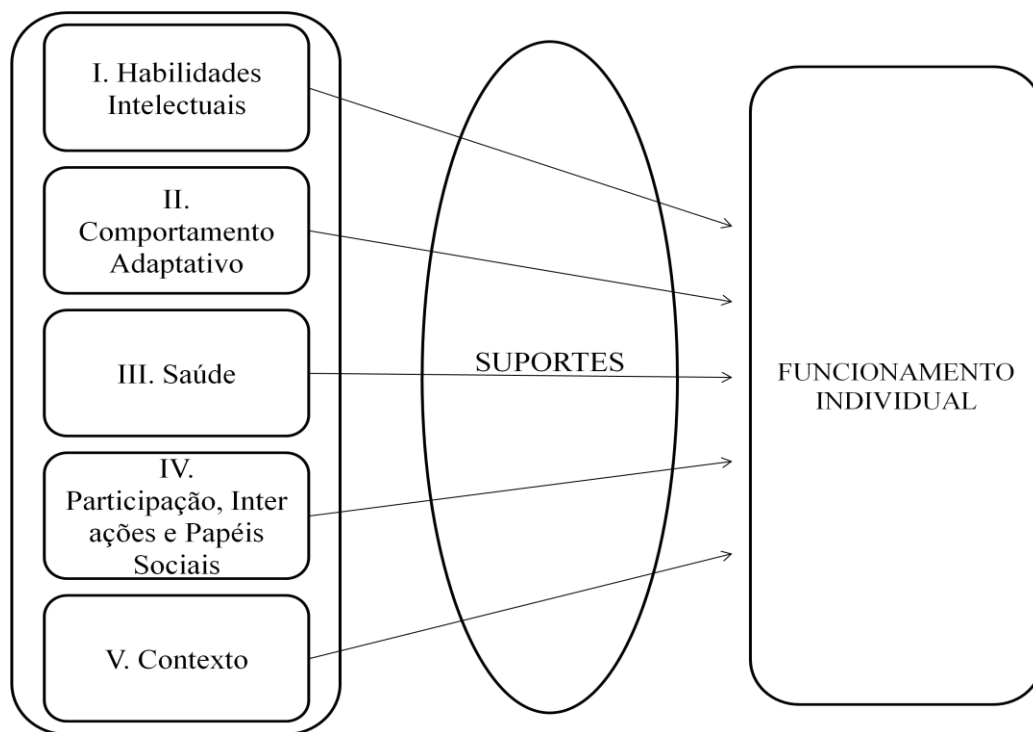 I. Habilidades
Intelectuais
II.
Comportamento
Adaptativo
III. Saúde
IV.
Participação, Inter
ações e Papéis
Sociais
V. Contexto
SUPORTES
FUNCIONAMENTO
INDIVIDUAL